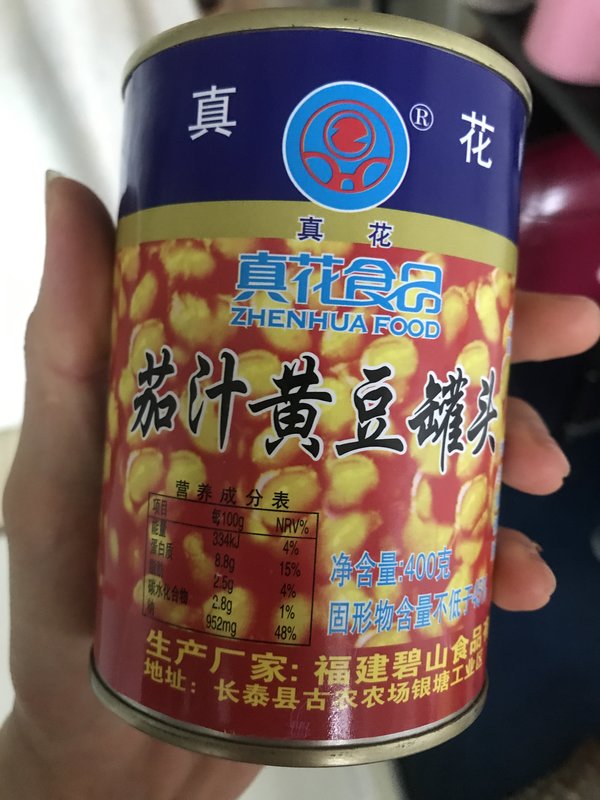 真 花
®
真 花
真花食品
ZHENHUA FOOD
茄汁黄豆罐头
营养成分表
项目 每100g NRV%
能量 334kJ 4%
蛋白质 8.8g 15%
脂肪 2.5g 4%
碳水化合物 2.8g 1%
钠 952mg 48%
净含量:400克
固形物含量不低于
生产厂家: 福建碧山食品
地址: 长泰县古农农场银塘工业区